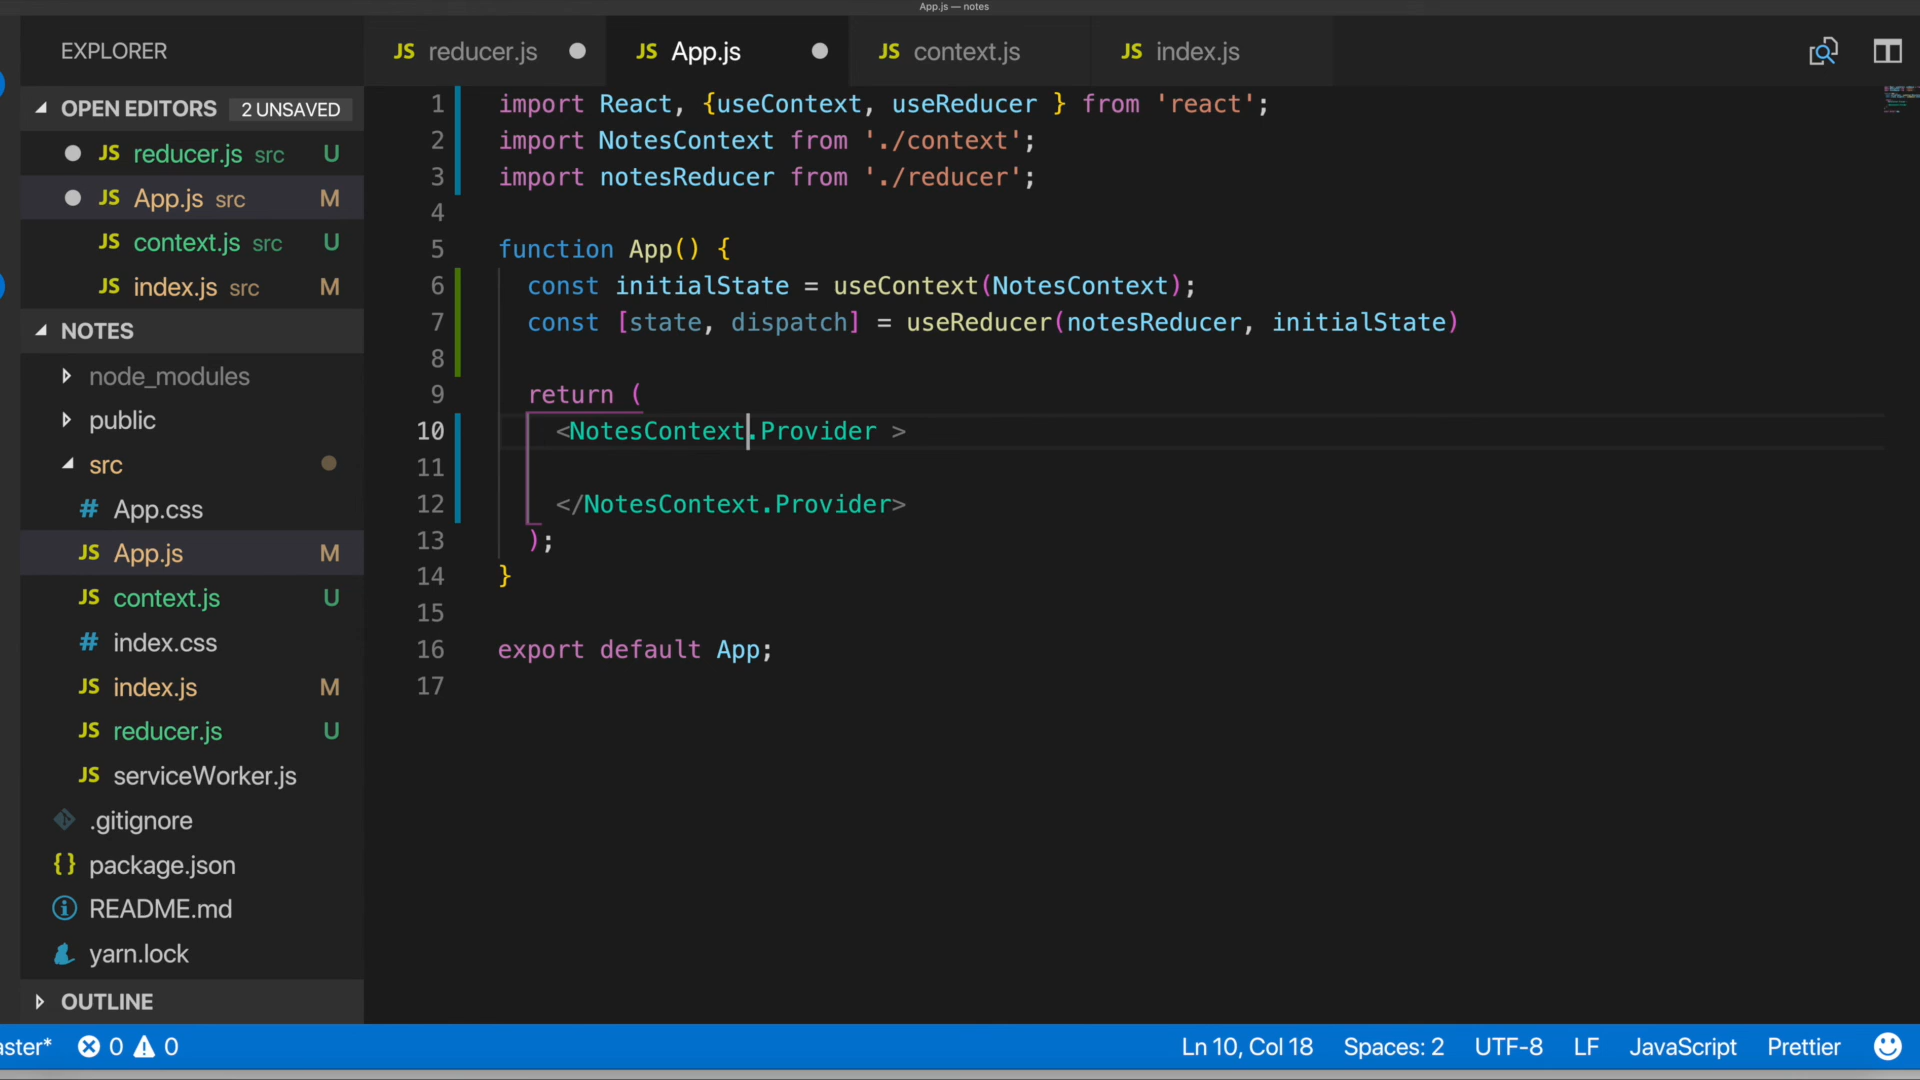 App.js — notes
EXPLORER
JS reducer.js
JS App.js
JS context.js
JS index.js
OPEN EDITORS 2 UNSAVED
JS reducer.js src U
JS App.js src M
JS context.js src U
JS index.js src M
NOTES
node_modules
public
src
# App.css
JS App.js M
JS context.js U
# index.css
JS index.js M
JS reducer.js U
JS serviceWorker.js
.gitignore
{} package.json
README.md
yarn.lock
OUTLINE
1 import React, {useContext, useReducer } from 'react';
2 import NotesContext from './context';
3 import notesReducer from './reducer';
4
5 function App() {
6 const initialState = useContext(NotesContext);
7 const [state, dispatch] = useReducer(notesReducer, initialState)
8
9 return (
10 <NotesContext.Provider >
11
12 </NotesContext.Provider>
13 );
14 }
15
16 export default App;
17
aster* 0 0 Ln 10, Col 18 Spaces: 2 UTF-8 LF JavaScript Prettier